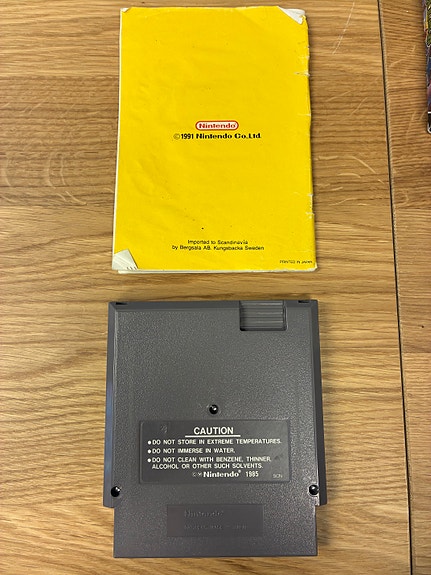 Nintendo
©1991 Nintendo Co.,Ltd.
Imported to Scandinavia
by Bergsala AB, Kungsbacka Sweden
PRINTED IN JAPAN
CAUTION
● DO NOT STORE IN EXTREME TEMPERATURES.
● DO NOT IMMERSE IN WATER.
● DO NOT CLEAN WITH BENZENE, THINNER,
ALCOHOL OR OTHER SUCH SOLVENTS.
©® Nintendo® 1985
SCN
Nintendo®